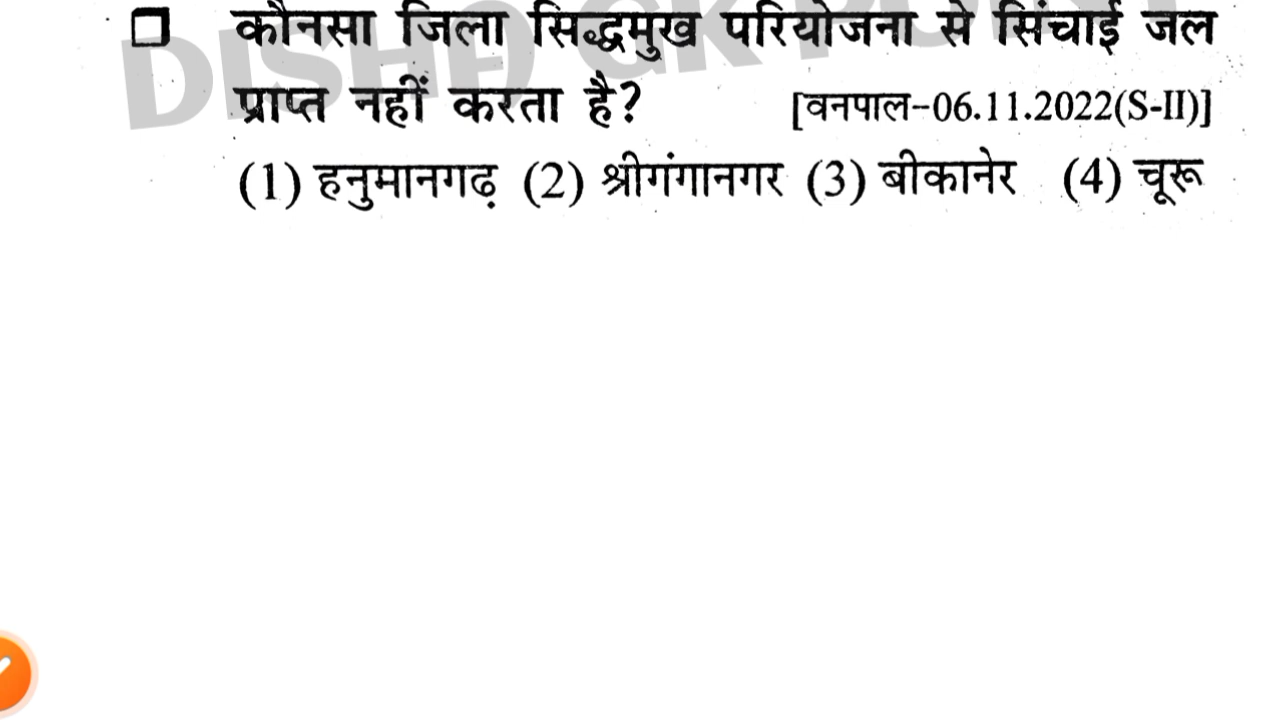 □ कौनसा जिला सिद्धमुख परियोजना से सिंचाई जल
प्राप्त नहीं करता है? [वनपाल-06.11.2022(S-II)]
(1) हनुमानगढ़ (2) श्रीगंगानगर (3) बीकानेर (4) चूरू